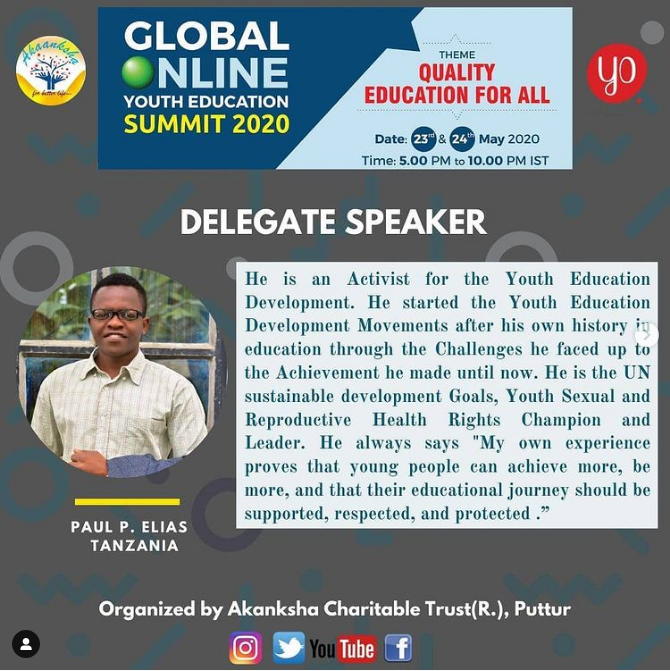 Akaanksha
for better life...
GLOBAL
ONLINE
YOUTH EDUCATION
SUMMIT 2020
THEME
QUALITY
EDUCATION FOR ALL
Date: 23rd & 24th May 2020
Time: 5.00 PM to 10.00 PM IST
yo
DELEGATE SPEAKER
He is an Activist for the Youth Education
Development. He started the Youth Education
Development Movements after his own history in
education through the Challenges he faced up to
the Achievement he made until now. He is the UN
sustainable development Goals, Youth Sexual and
Reproductive Health Rights Champion and
Leader. He always says "My own experience
proves that young people can achieve more, be
more, and that their educational journey should be
supported, respected, and protected .”
PAUL P. ELIAS
TANZANIA
Organized by Akanksha Charitable Trust(R.), Puttur
You Tube
f